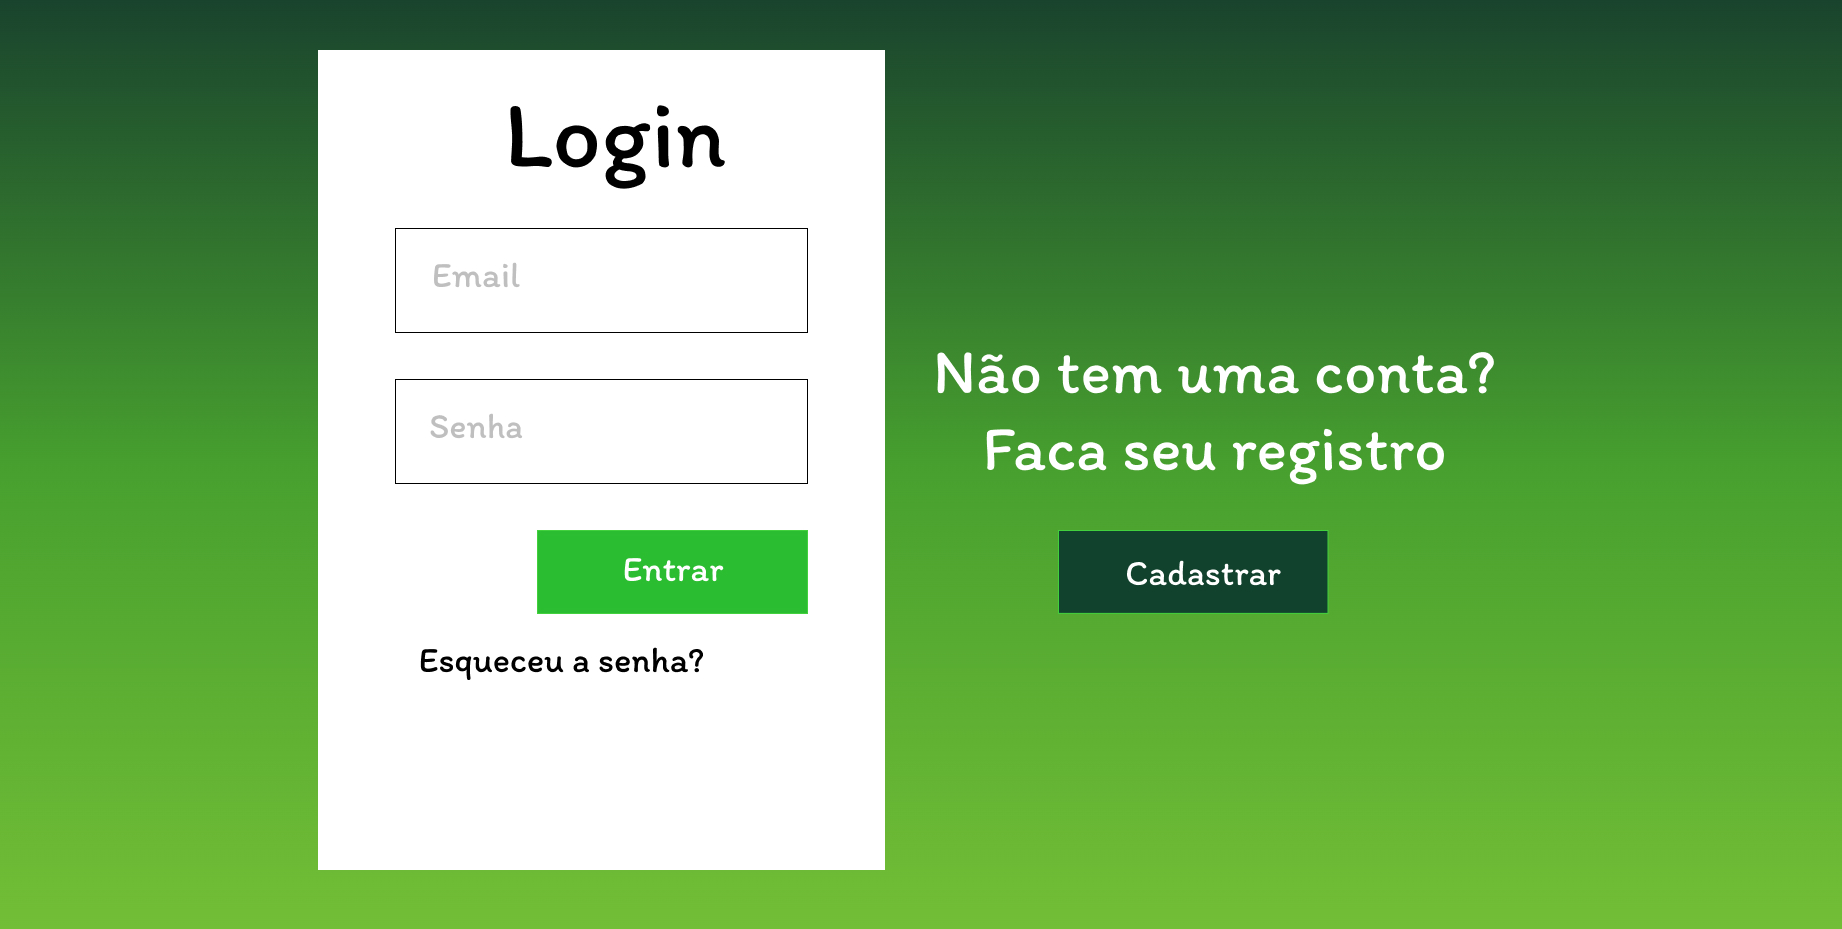 Login
Email
Senha
Entrar
Esqueceu a senha?
Não tem uma conta?
Faca seu registro
Cadastrar